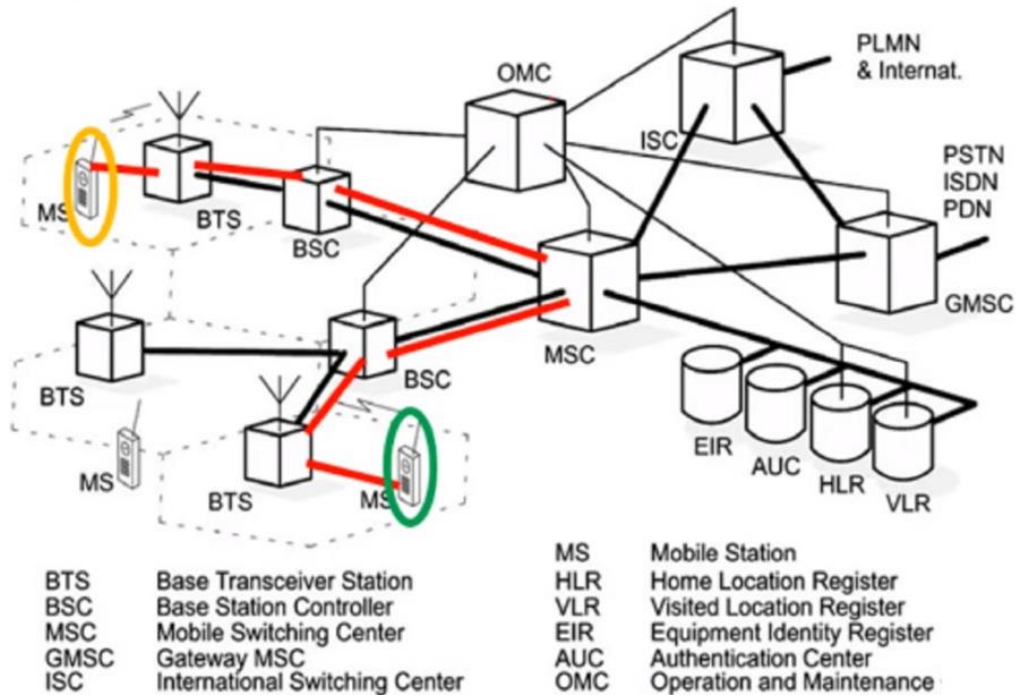 OMC
PLMN
& Internat.
ISC
PSTN
ISDN
PDN
MS
BTS
BSC
GMSC
MSC
BTS
BSC
MS
BTS
MS
EIR
AUC
HLR
VLR
BTS Base Transceiver Station
BSC Base Station Controller
MSC Mobile Switching Center
GMSC Gateway MSC
ISC International Switching Center
MS Mobile Station
HLR Home Location Register
VLR Visited Location Register
EIR Equipment Identity Register
AUC Authentication Center
OMC Operation and Maintenance